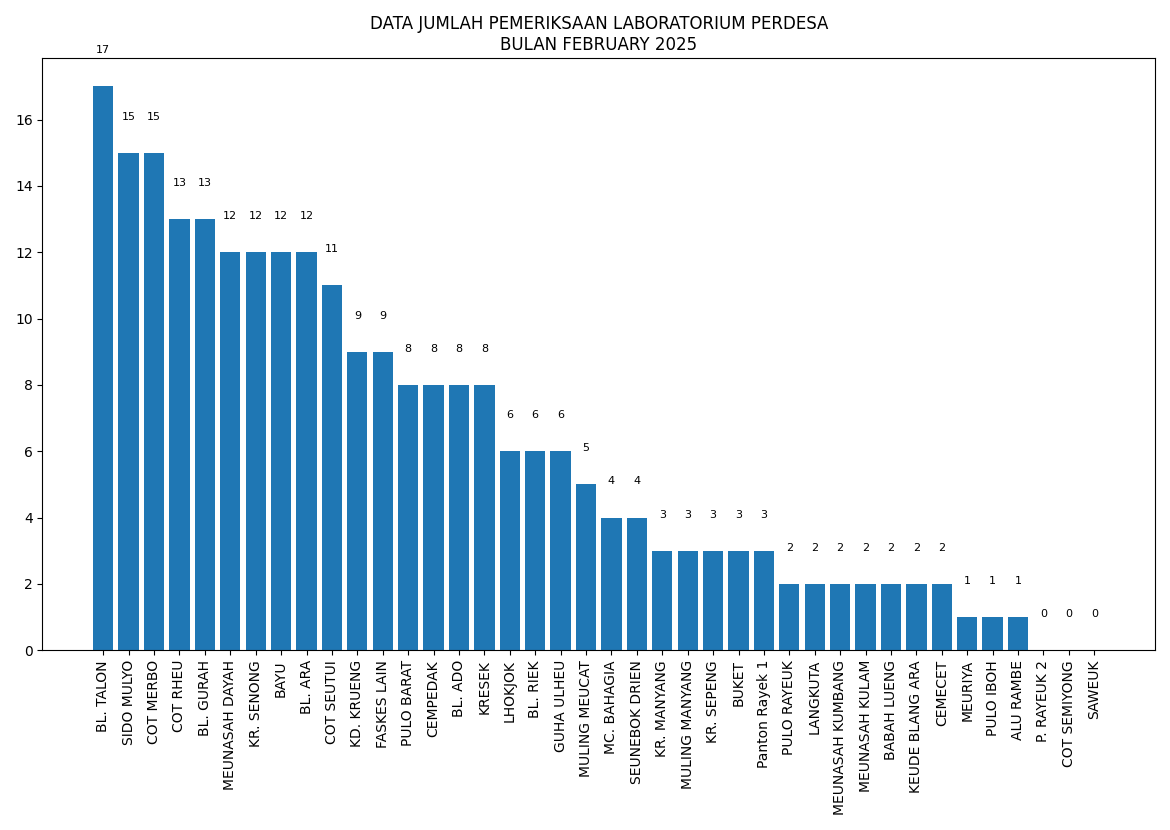 DATA JUMLAH PEMERIKSAAN LABORATORIUM PERDESA
BULAN FEBRUARY 2025
17
15
15
13
13
12
12
12
12
11
9
9
8
8
8
8
6
6
6
5
4
4
3
3
3
3
3
2
2
2
2
2
2
2
1
1
1
0
0
0
16
14
12
10
8
6
4
2
0
BL. TALON
SIDO MULYO
COT MERBO
COT RHEU
BL. GURAH
MEUNASAH DAYAH
KR. SENONG
BAYU
BL. ARA
COT SEUTUI
KD. KRUENG
FASKES LAIN
PULO BARAT
CEMPEDAK
BL. ADO
KRESEK
LHOKJOK
BL. RIEK
GUHA ULHEU
MULING MEUCAT
MC. BAHAGIA
SEUNEBOK DRIEN
KR. MANYANG
MULING MANYANG
KR. SEPENG
BUKET
Panton Rayek 1
PULO RAYEUK
LANGKUTA
MEUNASAH KUMBANG
MEUNASAH KULAM
BABAH LUENG
KEUDE BLANG ARA
CEMECET
MEURIYA
PULO IBOH
ALU RAMBE
P. RAYEUK 2
COT SEMIYONG
SAWEUK